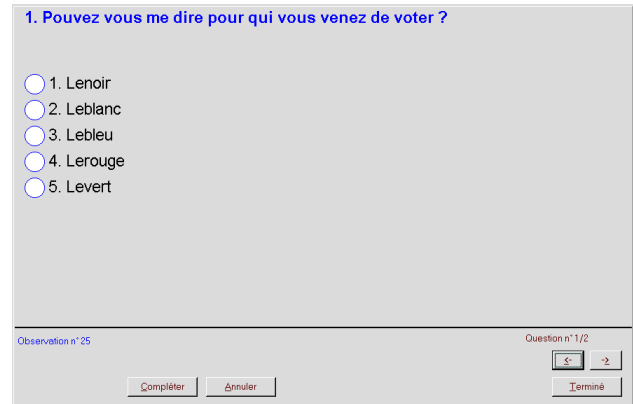 1. Pouvez vous me dire pour qui vous venez de voter ?
1. Lenoir
2. Leblanc
3. Lebleu
4. Lerouge
5. Levert
Observation n°25
Question n°1/2
<- ->
Compléter Annuler Terminé